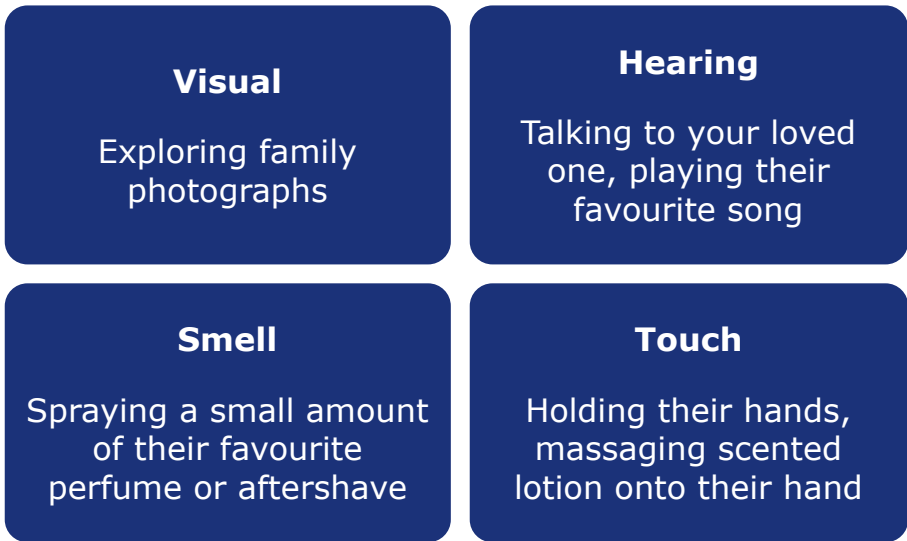 Visual
Exploring family
photographs
Hearing
Talking to your loved
one, playing their
favourite song
Smell
Spraying a small amount
of their favourite
perfume or aftershave
Touch
Holding their hands,
massaging scented
lotion onto their hand